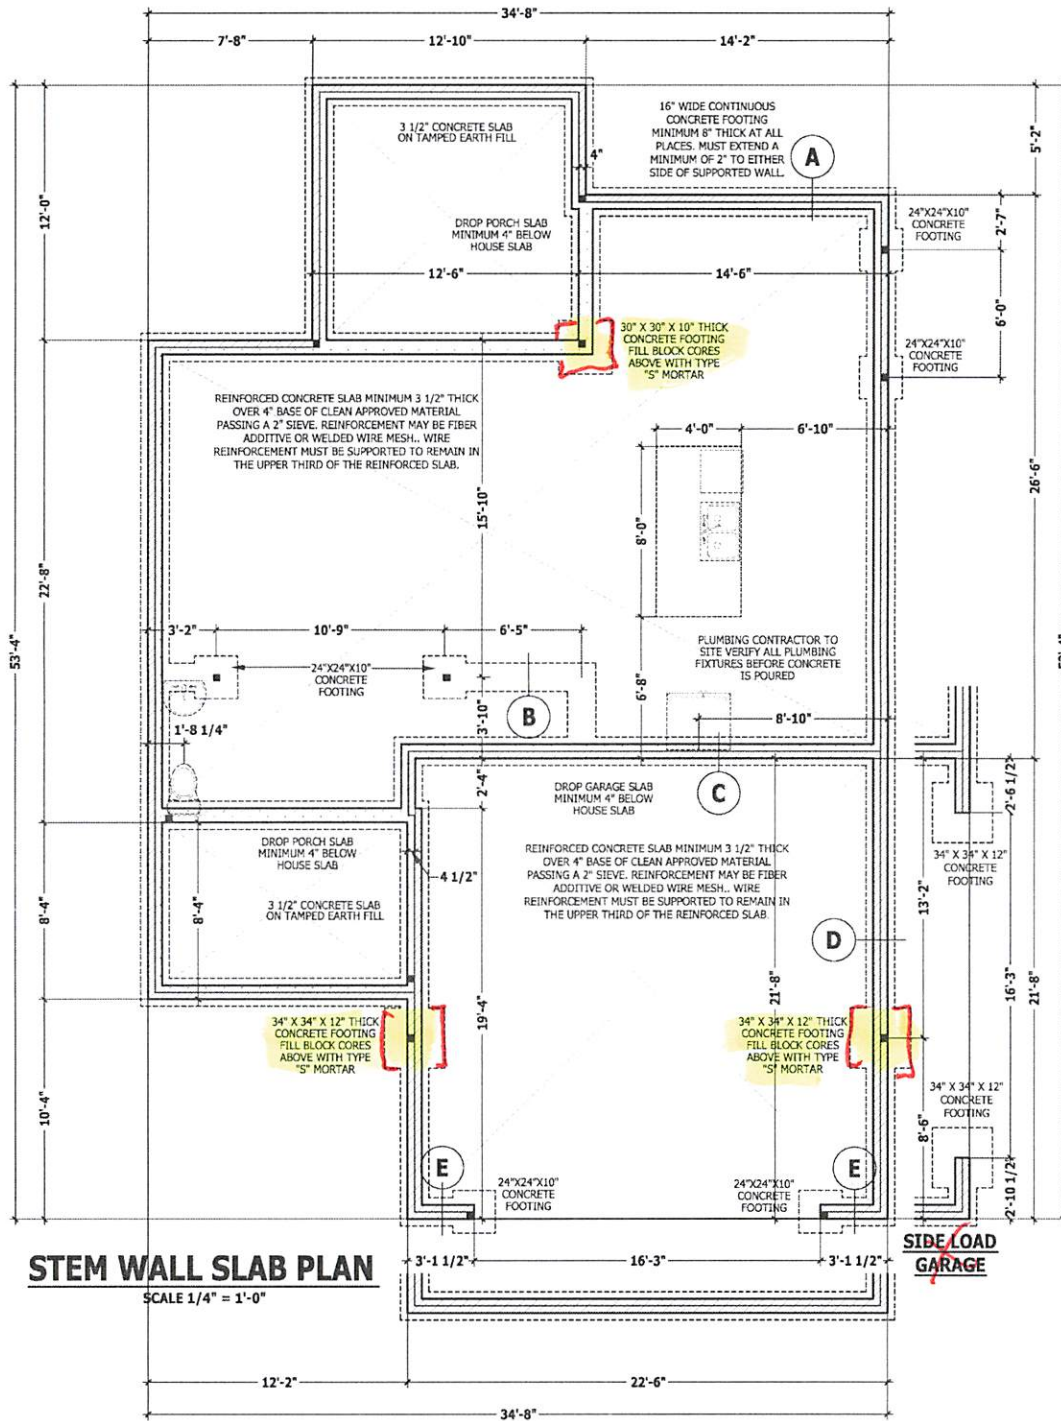 34'-8"
7'-8"
12'-10"
14'-2"
3 1/2" CONCRETE SLAB
ON TAMPED EARTH FILL
16" WIDE CONTINUOUS
CONCRETE FOOTING
MINIMUM 8" THICK AT ALL
PLACES. MUST EXTEND A
MINIMUM OF 2" TO EITHER
SIDE OF SUPPORTED WALL.
A
5'-2"
4"
12'-0"
DROP PORCH SLAB
MINIMUM 4" BELOW
HOUSE SLAB
24"X24"X10"
CONCRETE
FOOTING
2'-7"
12'-6"
14'-6"
6'-0"
30" X 30" X 10" THICK
CONCRETE FOOTING
FILL BLOCK CORES
ABOVE WITH TYPE
"S" MORTAR
24"X24"X10"
CONCRETE
FOOTING
REINFORCED CONCRETE SLAB MINIMUM 3 1/2" THICK
OVER 4" BASE OF CLEAN APPROVED MATERIAL
PASSING A 2" SIEVE. REINFORCEMENT MAY BE FIBER
ADDITIVE OR WELDED WIRE MESH.. WIRE
REINFORCEMENT MUST BE SUPPORTED TO REMAIN IN
THE UPPER THIRD OF THE REINFORCED SLAB.
4'-0"
6'-10"
26'-6"
15'-10"
8'-0"
22'-8"
53'-4"
3'-2"
10'-9"
6'-5"
24"X24"X10"
CONCRETE
FOOTING
PLUMBING CONTRACTOR TO
SITE VERIFY ALL PLUMBING
FIXTURES BEFORE CONCRETE
IS POURED
6'-8"
B
3'-10"
8'-10"
1'-8 1/4"
2'-4"
DROP GARAGE SLAB
MINIMUM 4" BELOW
HOUSE SLAB
C
2'-6 1/2"
DROP PORCH SLAB
MINIMUM 4" BELOW
HOUSE SLAB
4 1/2"
REINFORCED CONCRETE SLAB MINIMUM 3 1/2" THICK
OVER 4" BASE OF CLEAN APPROVED MATERIAL
PASSING A 2" SIEVE. REINFORCEMENT MAY BE FIBER
ADDITIVE OR WELDED WIRE MESH.. WIRE
REINFORCEMENT MUST BE SUPPORTED TO REMAIN IN
THE UPPER THIRD OF THE REINFORCED SLAB.
34" X 34" X 12"
CONCRETE
FOOTING
8'-4"
8'-4"
3 1/2" CONCRETE SLAB
ON TAMPED EARTH FILL
13'-2"
D
19'-4"
21'-8"
16'-3"
21'-8"
34" X 34" X 12" THICK
CONCRETE FOOTING
FILL BLOCK CORES
ABOVE WITH TYPE
"S" MORTAR
34" X 34" X 12" THICK
CONCRETE FOOTING
FILL BLOCK CORES
ABOVE WITH TYPE
"S" MORTAR
34" X 34" X 12"
CONCRETE
FOOTING
10'-4"
8'-6"
E
E
24"X24"X10"
CONCRETE
FOOTING
24"X24"X10"
CONCRETE
FOOTING
2'-10 1/2"
SIDE LOAD
GARAGE
STEM WALL SLAB PLAN
SCALE 1/4" = 1'-0"
3'-1 1/2"
16'-3"
3'-1 1/2"
12'-2"
22'-6"
34'-8"